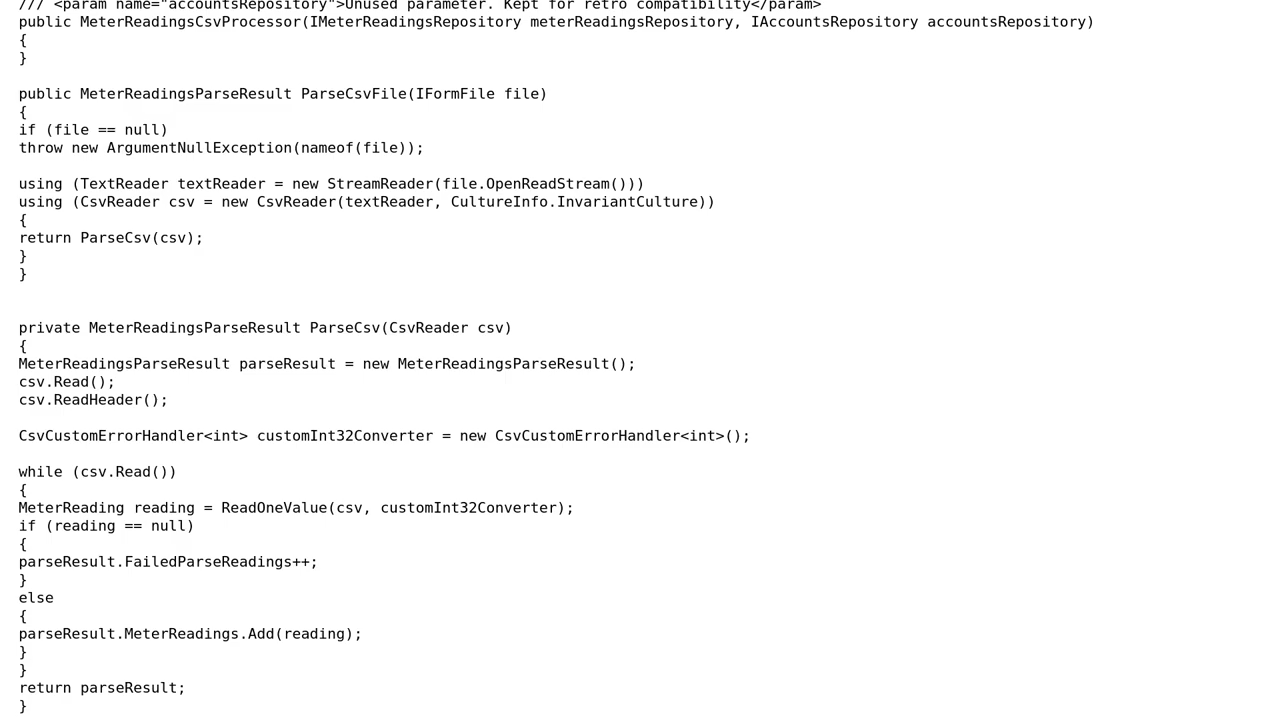 /// <param name="accountsRepository">Unused parameter. Kept for retro compatibility</param>
public MeterReadingsCsvProcessor(IMeterReadingsRepository meterReadingsRepository, IAccountsRepository accountsRepository)
{
}
public MeterReadingsParseResult ParseCsvFile(IFormFile file)
{
if (file == null)
throw new ArgumentNullException(nameof(file));
using (TextReader textReader = new StreamReader(file.OpenReadStream()))
using (CsvReader csv = new CsvReader(textReader, CultureInfo.InvariantCulture))
{
return ParseCsv(csv);
}
}
private MeterReadingsParseResult ParseCsv(CsvReader csv)
{
MeterReadingsParseResult parseResult = new MeterReadingsParseResult();
csv.Read();
csv.ReadHeader();
CsvCustomErrorHandler<int> customInt32Converter = new CsvCustomErrorHandler<int>();
while (csv.Read())
{
MeterReading reading = ReadOneValue(csv, customInt32Converter);
if (reading == null)
{
parseResult.FailedParseReadings++;
}
else
{
parseResult.MeterReadings.Add(reading);
}
}
return parseResult;
}